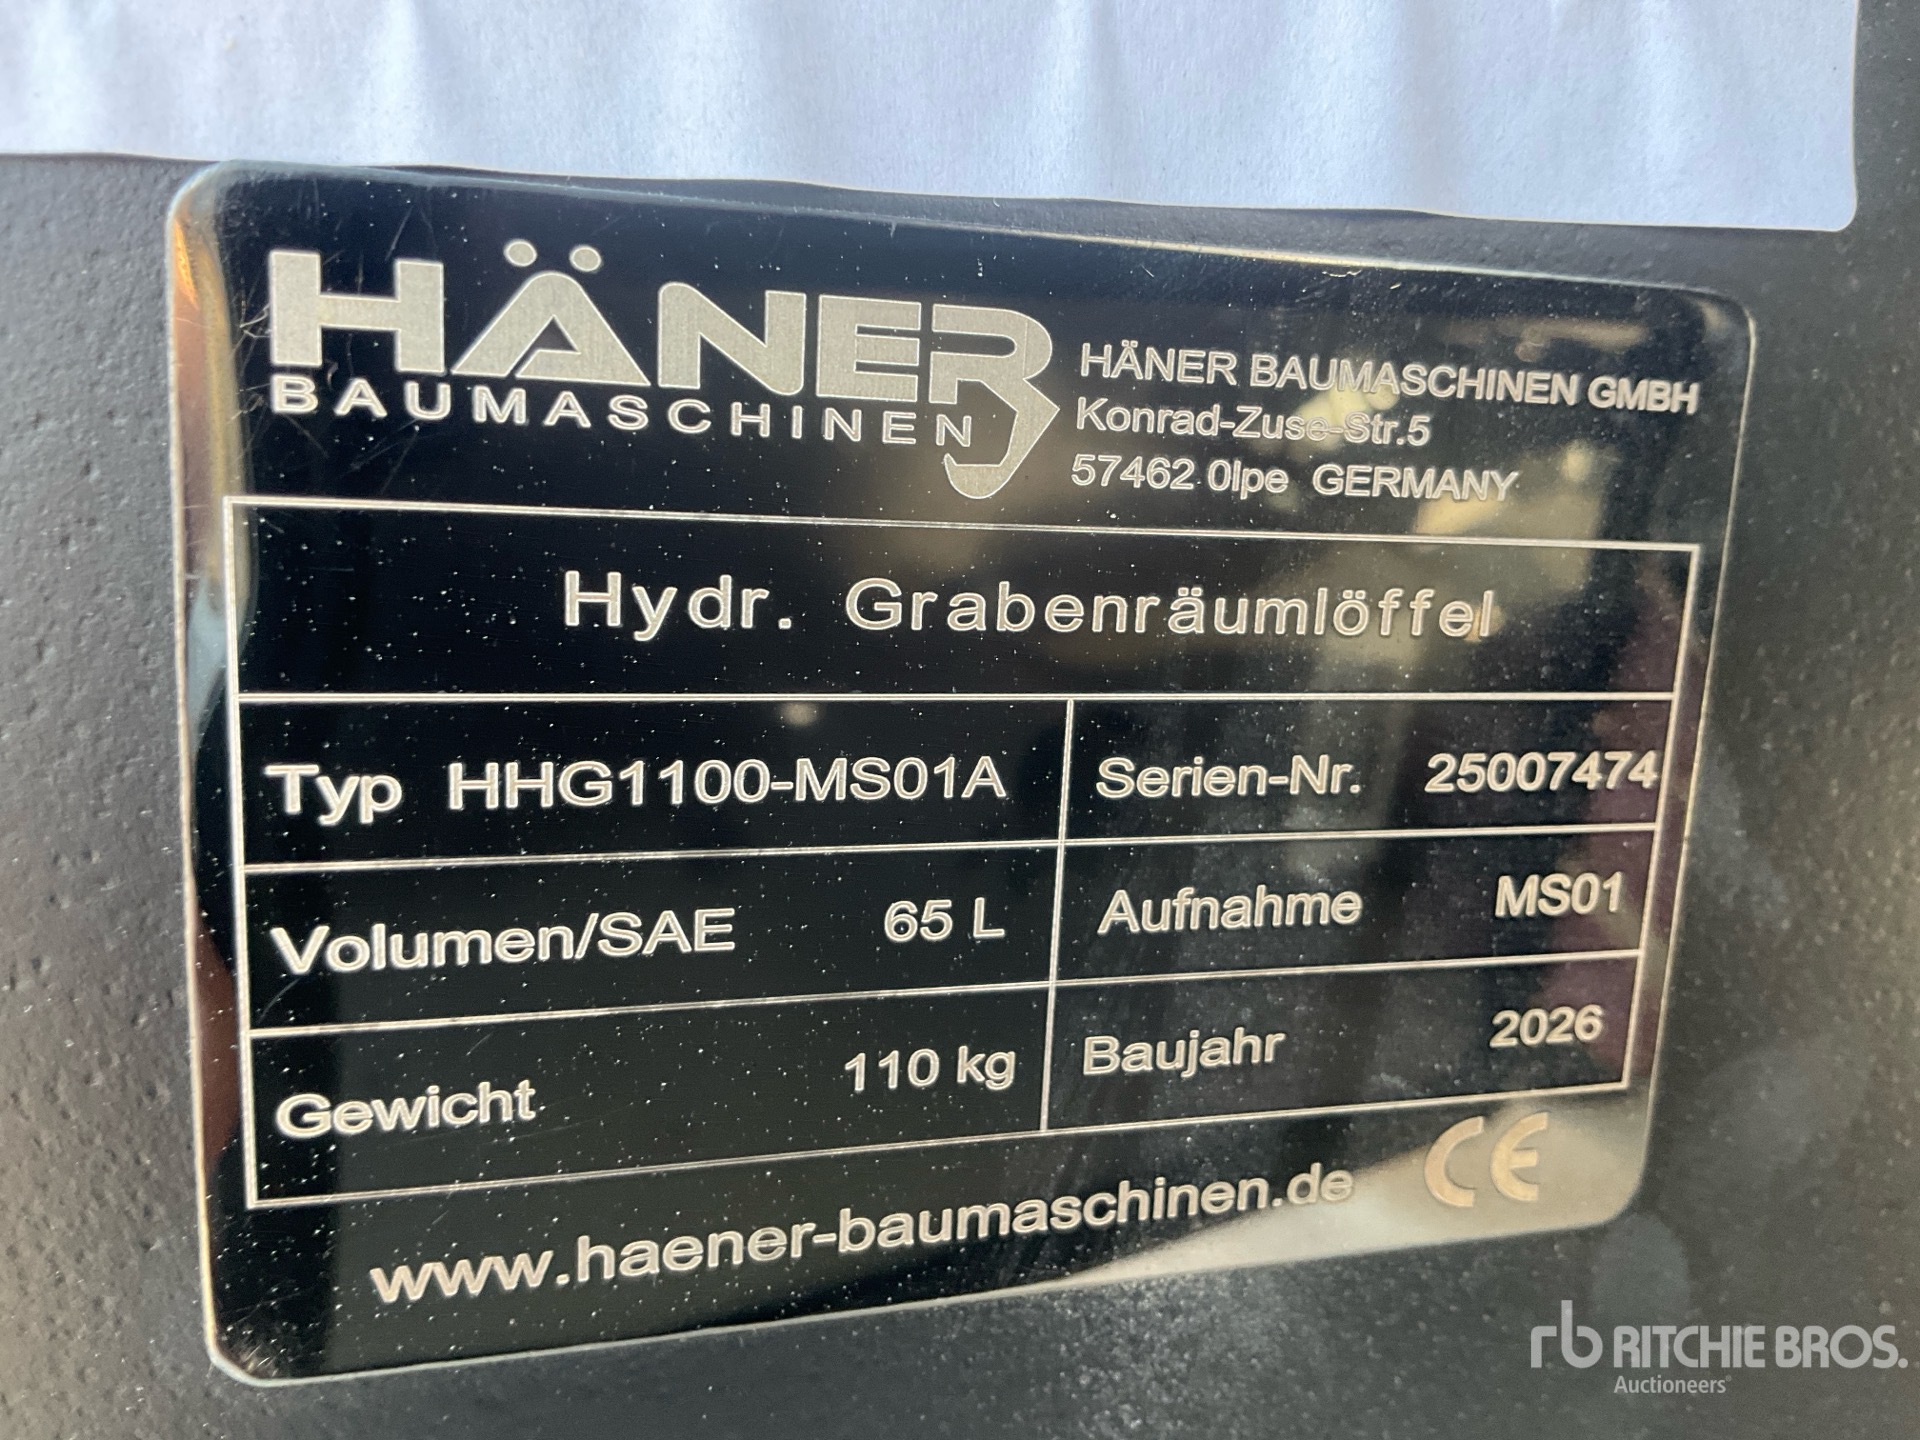 HÄNER
BAUMASCHINEN
HÄNER BAUMASCHINEN GMBH
Konrad-Zuse-Str.5
57462 Olpe GERMANY
Hydr. Grabenräumlöffel
Typ HHG1100-MS01A
Serien-Nr. 25007474
Volumen/SAE 65 L
Aufnahme MS01
Gewicht 110 kg
Baujahr 2026
www.haener-baumaschinen.de CE
rb RITCHIE BROS.
Auctioneers